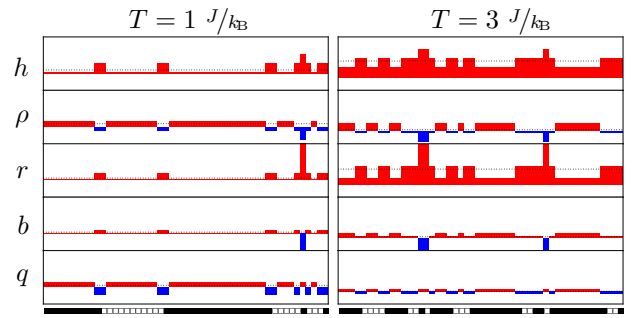 T = 1 J/kB T = 3 J/kB
h
ρ
r
b
q